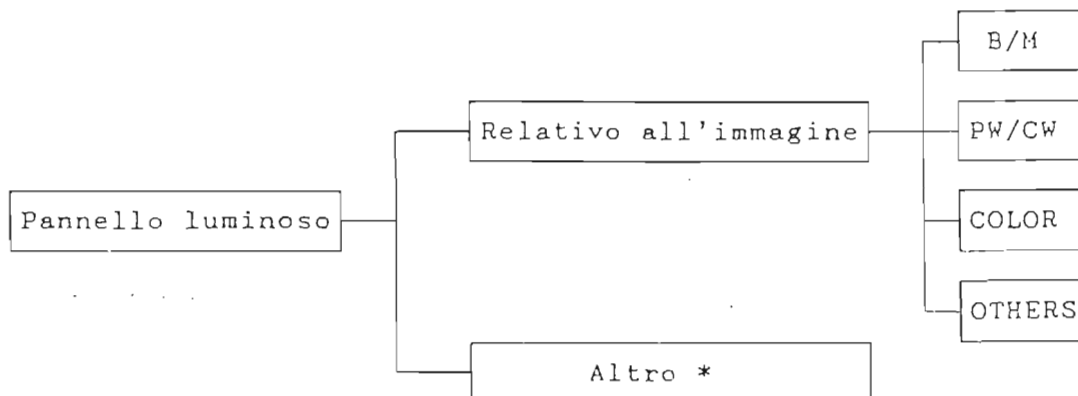 B/M
Relativo all'immagine
PW/CW
Pannello luminoso
COLOR
OTHERS
Altro *